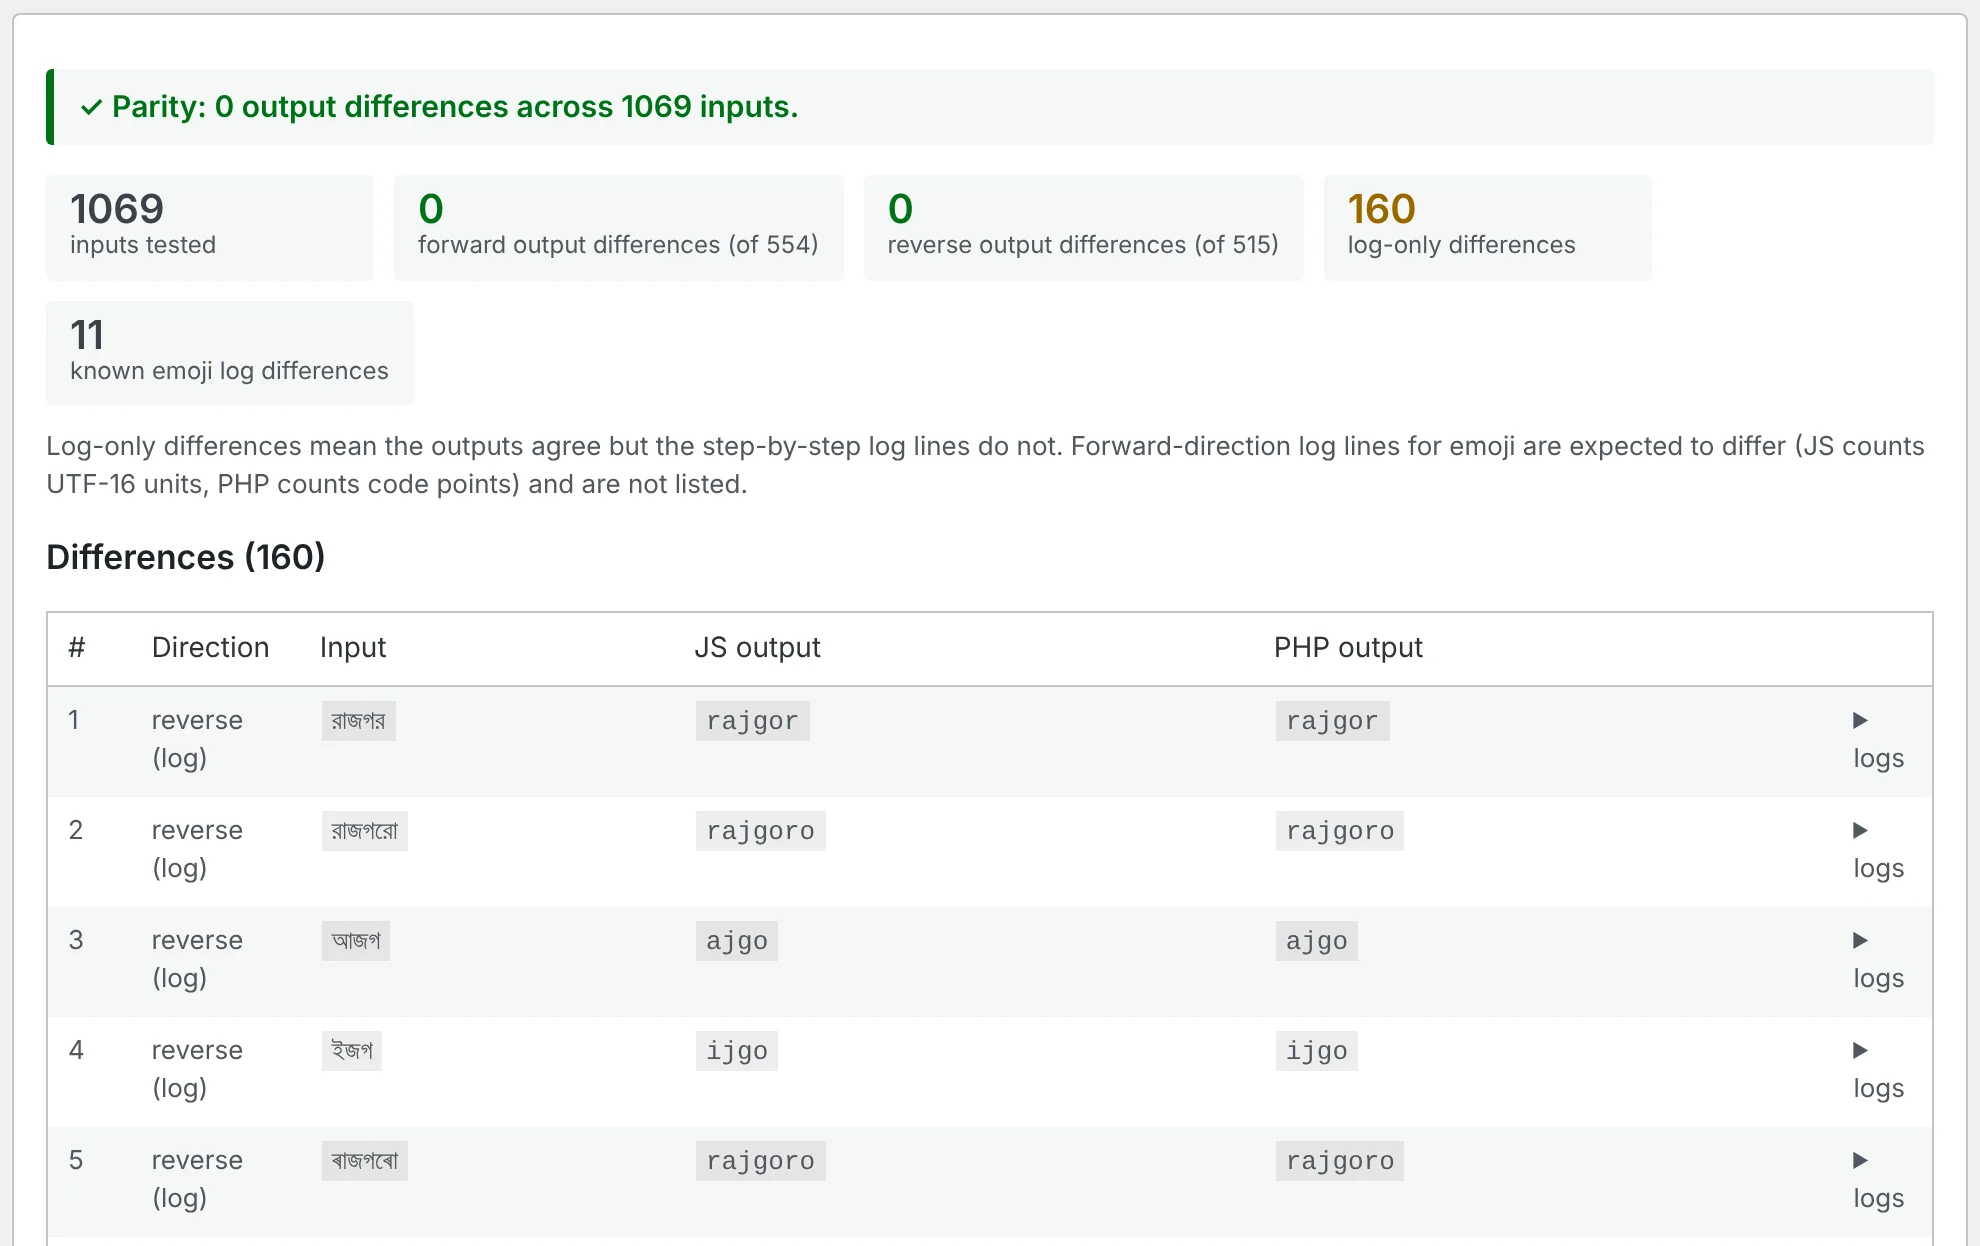 ✓ Parity: 0 output differences across 1069 inputs.
1069
inputs tested
0
forward output differences (of 554)
0
reverse output differences (of 515)
160
log-only differences
11
known emoji log differences
Log-only differences mean the outputs agree but the step-by-step log lines do not. Forward-direction log lines for emoji are expected to differ (JS counts
UTF-16 units, PHP counts code points) and are not listed.
Differences (160)
# Direction Input JS output PHP output
1 reverse (log) ৰাজগর rajgor rajgor ▶ logs
2 reverse (log) রাজগরো rajgoro rajgoro ▶ logs
3 reverse (log) আজগ ajgo ajgo ▶ logs
4 reverse (log) ইজগ ijgo ijgo ▶ logs
5 reverse (log) ৰাজগৰো rajgoro rajgoro ▶ logs